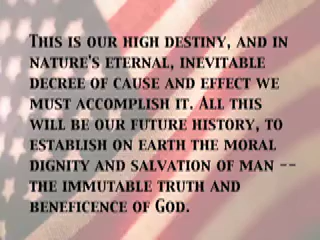 This is our high destiny, and in
nature's eternal, inevitable
decree of cause and effect we
must accomplish it. All this
will be our future history, to
establish on earth the moral
dignity and salvation of man --
the immutable truth and
beneficence of God.